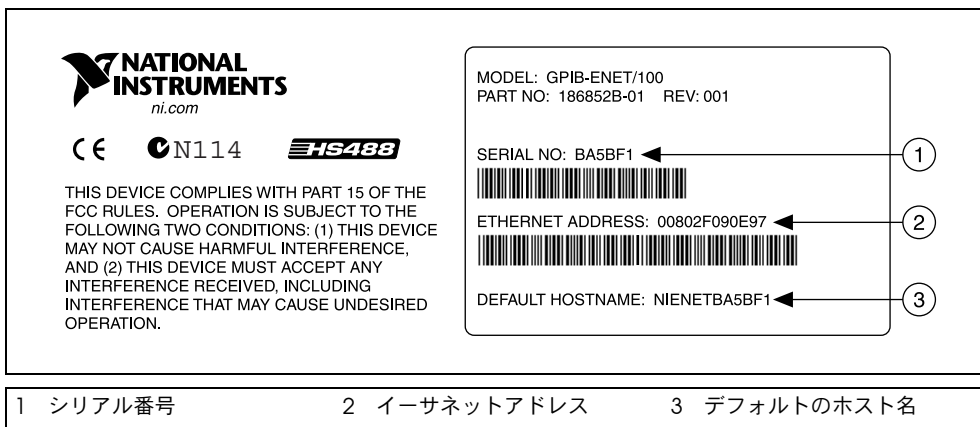 NATIONAL
INSTRUMENTS
ni.com
CE N114 HS488
THIS DEVICE COMPLIES WITH PART 15 OF THE
FCC RULES. OPERATION IS SUBJECT TO THE
FOLLOWING TWO CONDITIONS: (1) THIS DEVICE
MAY NOT CAUSE HARMFUL INTERFERENCE,
AND (2) THIS DEVICE MUST ACCEPT ANY
INTERFERENCE RECEIVED, INCLUDING
INTERFERENCE THAT MAY CAUSE UNDESIRED
OPERATION.
MODEL: GPIB-ENET/100
PART NO: 186852B-01 REV: 001
SERIAL NO: BA5BF1 1
ETHERNET ADDRESS: 00802F090E97 2
DEFAULT HOSTNAME: NIENETBA5BF1 3
1 シリアル番号 2 イーサネットアドレス 3 デフォルトのホスト名